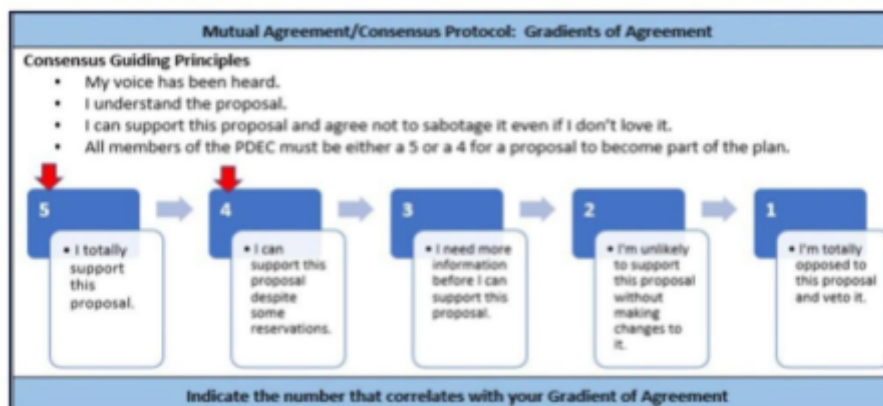 Mutual Agreement/Consensus Protocol: Gradients of Agreement
Consensus Guiding Principles
• My voice has been heard.
• I understand the proposal.
• I can support this proposal and agree not to sabotage it even if I don't love it.
• All members of the PDEC must be either a 5 or a 4 for a proposal to become part of the plan.
5
• I totally
support
this
proposal.
4
• I can
support this
proposal
despite
some
reservations.
3
• I need more
information
before I can
support this
proposal.
2
• I'm unlikely
to support
this proposal
without
making
changes to
it.
1
• I'm totally
opposed to
this proposal
and veto it.
Indicate the number that correlates with your Gradient of Agreement